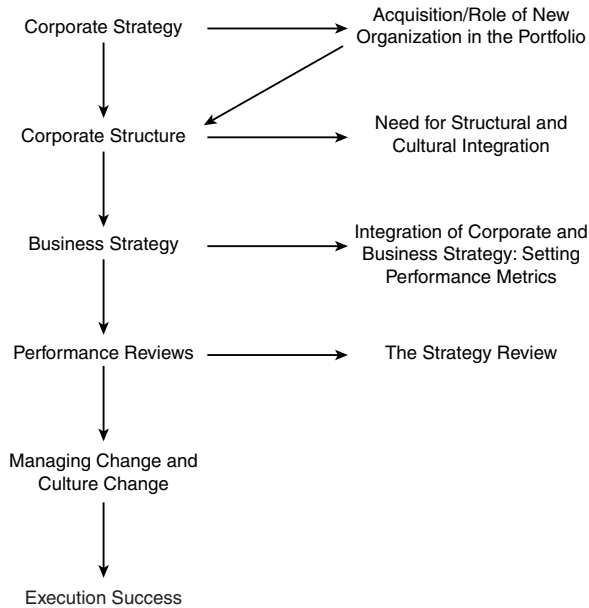 Corporate Strategy
Acquisition/Role of New
Organization in the Portfolio
Corporate Structure
Need for Structural and
Cultural Integration
Business Strategy
Integration of Corporate and
Business Strategy: Setting
Performance Metrics
Performance Reviews
The Strategy Review
Managing Change and
Culture Change
Execution Success